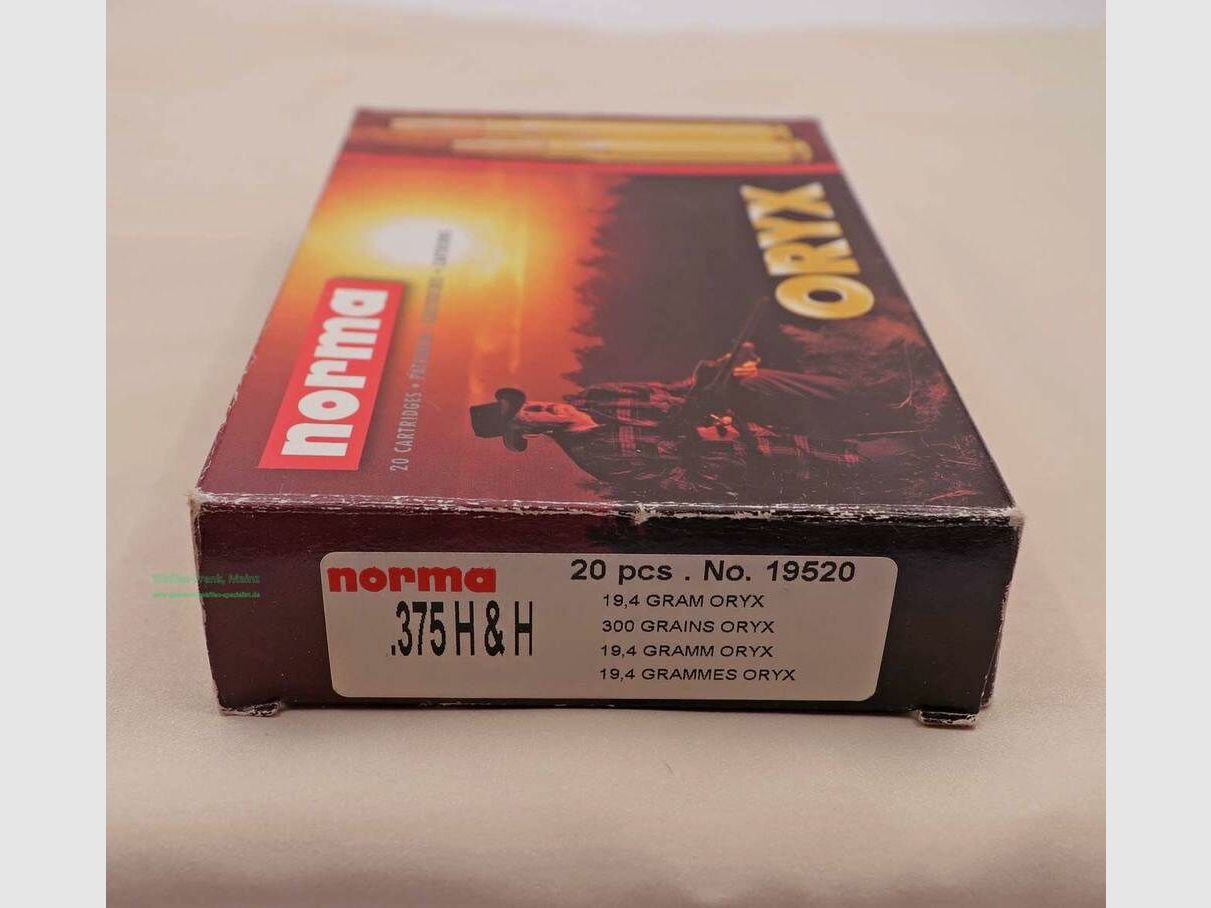 ORYX
norma
20 CARTRIDGES
norma
20 pcs . No. 19520
.375 H & H
19,4 GRAM ORYX
300 GRAINS ORYX
19,4 GRAMM ORYX
19,4 GRAMMES ORYX